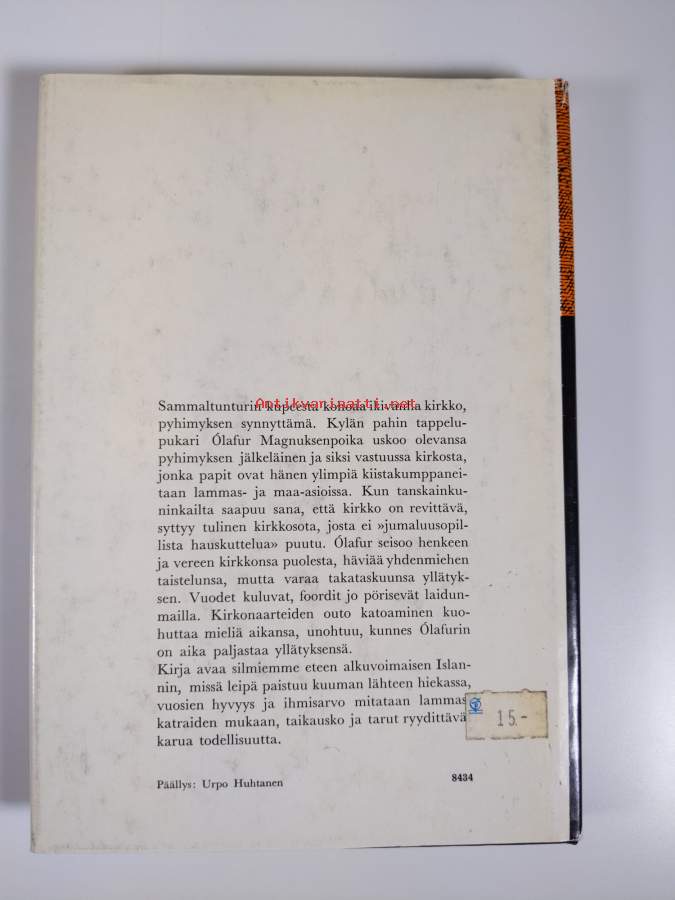 Antikvariaatti.net
Sammaltunturin kupeesta kohoaa ikivanha kirkko,
pyhimyksen synnyttämä. Kylän pahin tappelu-
pukari Ólafur Magnuksenpoika uskoo olevansa
pyhimyksen jälkeläinen ja siksi vastuussa kirkosta,
jonka papit ovat hänen ylimpiä kiistakumppanei-
taan lammas- ja maa-asioissa. Kun tanskainku-
ninkailta saapuu sana, että kirkko on revittävä,
syttyy tulinen kirkkosota, josta ei »jumaluusopil-
lista hauskuttelua» puutu. Ólafur seisoo henkeen
ja vereen kirkkonsa puolesta, häviää yhdenmiehen
taistelunsa, mutta varaa takataskuunsa yllätyk-
sen. Vuodet kuluvat, foordit jo pörisevät laidun-
mailla. Kirkonaarteiden outo katoaminen kuo-
huttaa mieliä aikansa, unohtuu, kunnes Ólafurin
on aika paljastaa yllätyksensä.
Kirja avaa silmiemme eteen alkuvoimaisen Islan-
nin, missä leipä paistuu kuuman lähteen hiekassa,
vuosien hyvyys ja ihmisarvo mitataan lammas-
katraiden mukaan, taikausko ja tarut ryydittävä
karua todellisuutta.
15.-
Päällys: Urpo Huhtanen 8434